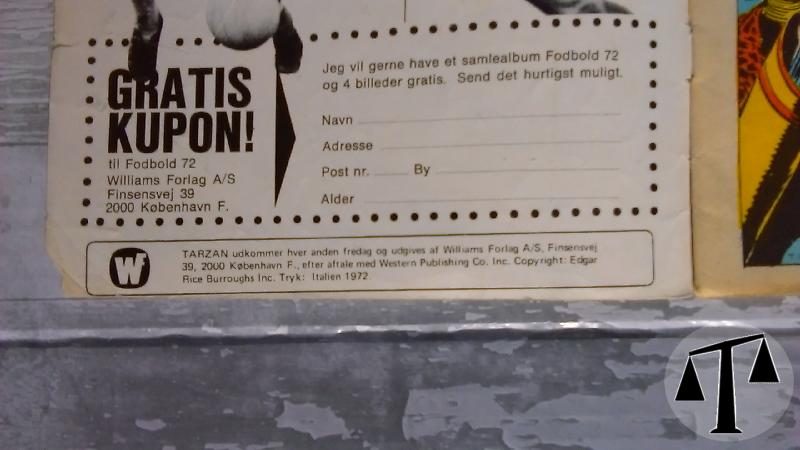 GRATIS
KUPON!
til Fodbold 72
Williams Forlag A/S
Finsensvej 39
2000 København F.
Jeg vil gerne have et samlealbum Fodbold 72
og 4 billeder gratis. Send det hurtigst muligt.
Navn
Adresse
Post nr. By
Alder
Wf
TARZAN udkommer hver anden fredag og udgives af Williams Forlag A/S, Finsensvej
39, 2000 København F., efter aftale med Western Publishing Co. Inc. Copyright: Edgar
Rice Burroughs Inc. Tryk: Italien 1972.